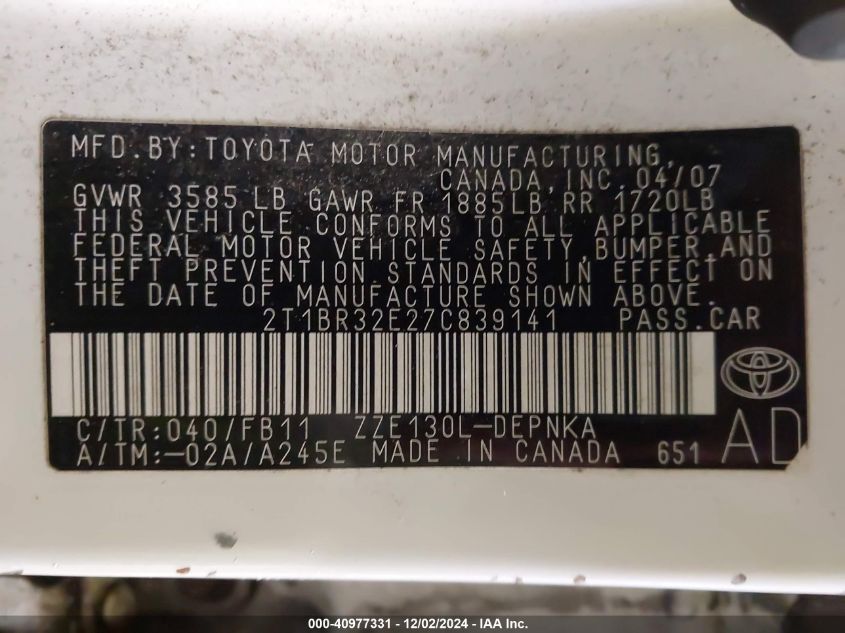 MFD.BY:TOYOTA MOTOR MANUFACTURING,
CANADA,INC.04/07
GVWR 3585 LB GAWR FR 1885LB RR 1720LB
THIS VEHICLE CONFORMS TO ALL APPLICABLE
FEDERAL MOTOR VEHICLE SAFETY,BUMPER,AND
THEFT PREVENTION STANDARDS IN EFFECT ON
THE DATE OF MANUFACTURE SHOWN ABOVE.
2T1BR32E27C839141 PASS.CAR
C/TR:040/FB11 ZZE130L-DEPNKA
A/TM:-02A/A245E MADE IN CANADA 651 AD
000-40977331 - 12/02/2024 - IAA Inc.